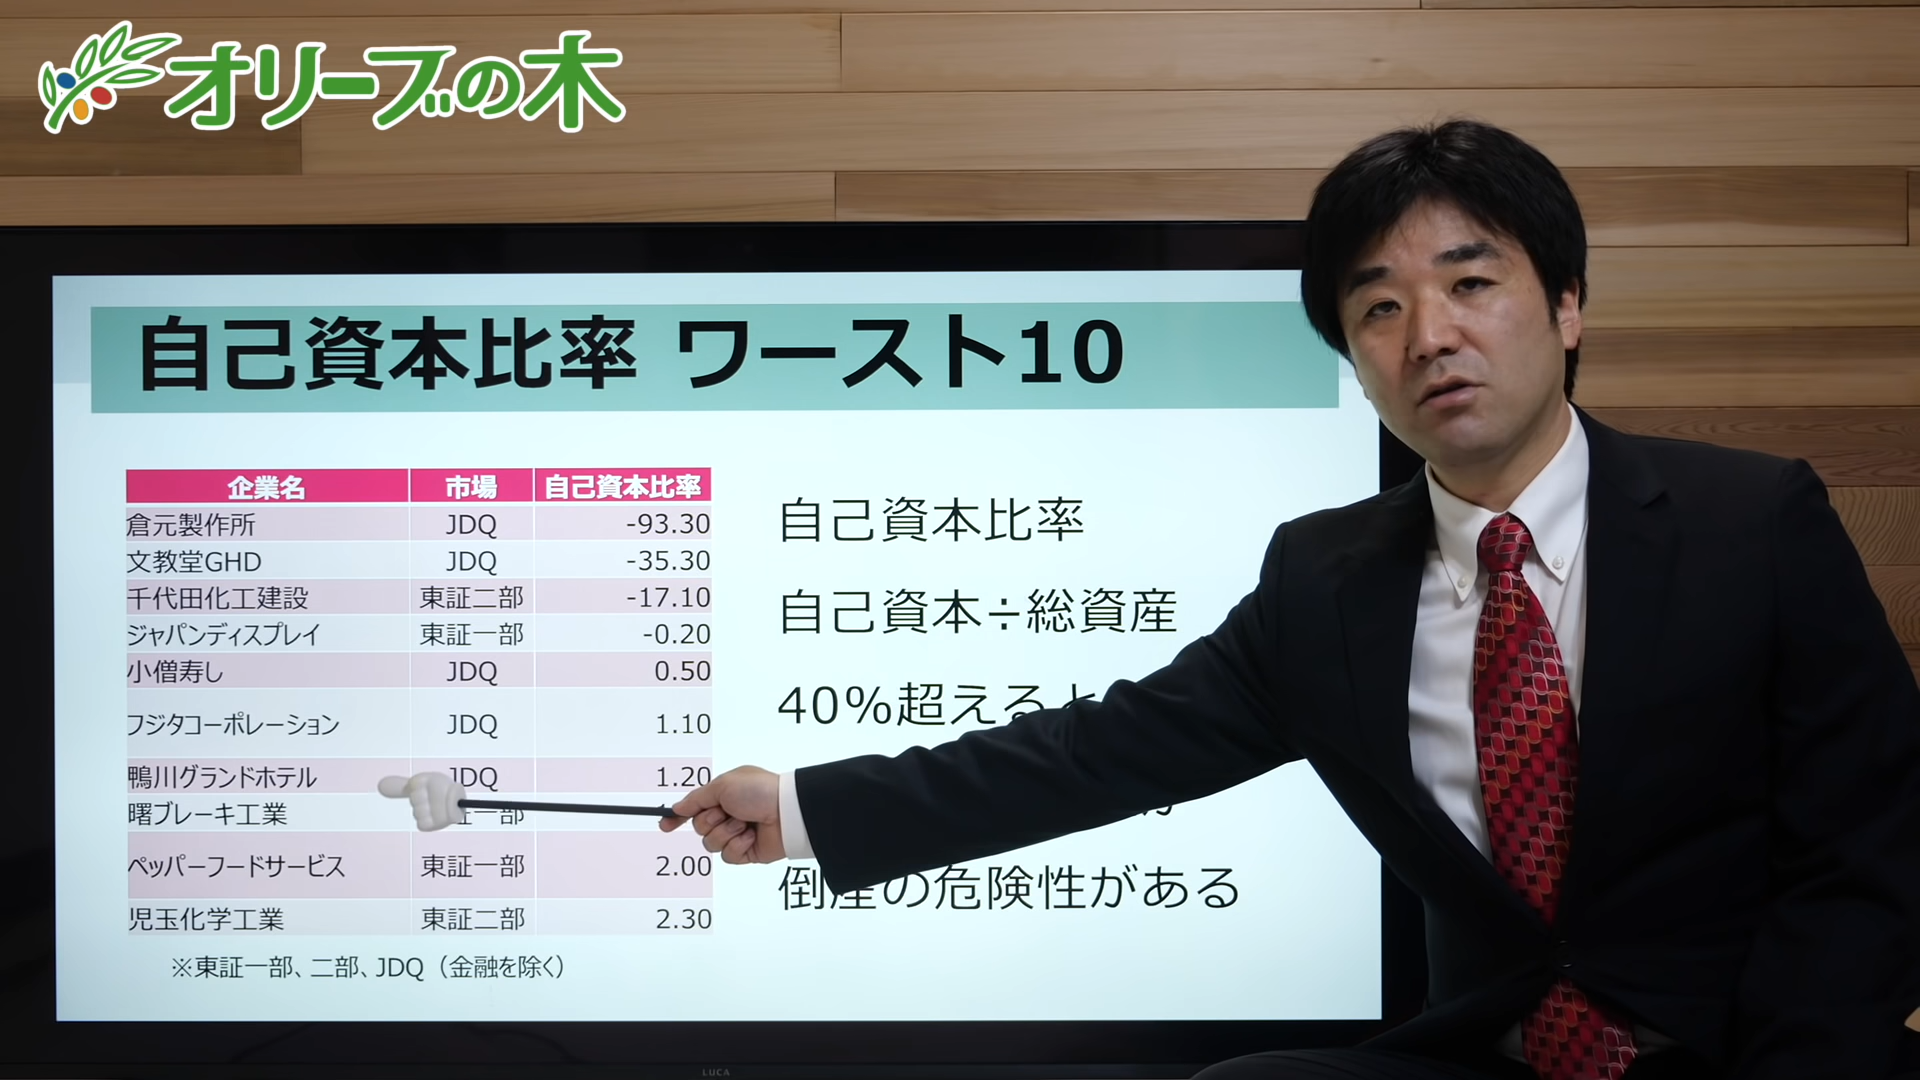 オリーブの木
自己資本比率 ワースト10
企業名 市場 自己資本比率
倉元製作所 JDQ -93.30
文教堂GHD JDQ -35.30
千代田化工建設 東証二部 -17.10
ジャパンディスプレイ 東証一部 -0.20
小僧寿し JDQ 0.50
フジタコーポレーション JDQ 1.10
鴨川グランドホテル JDQ 1.20
曙ブレーキ工業 東証一部
ペッパーフードサービス 東証一部 2.00
児玉化学工業 東証二部 2.30
※東証一部、二部、JDQ（金融を除く）
自己資本比率
自己資本÷総資産
40%超えると
倒産の危険性がある
LUCA